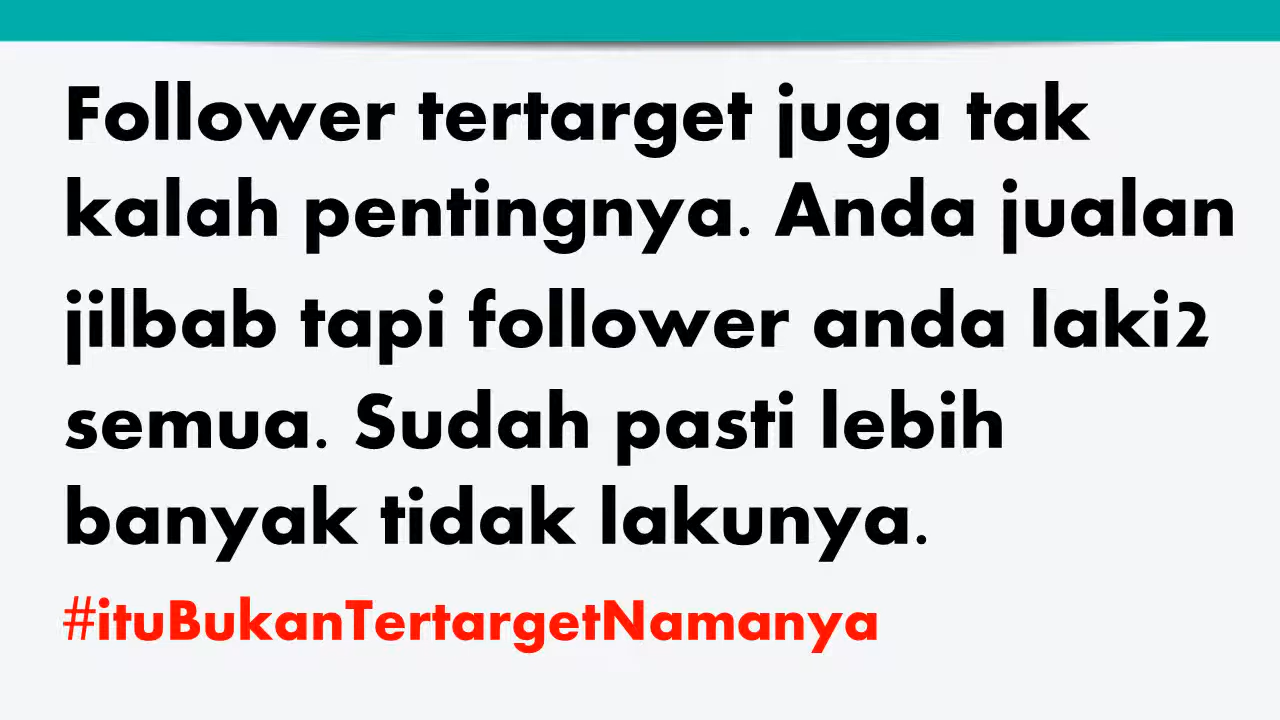 Follower tertarget juga tak
kalah pentingnya. Anda jualan
jilbab tapi follower anda laki2
semua. Sudah pasti lebih
banyak tidak lakunya.
#ituBukanTertargetNamanya